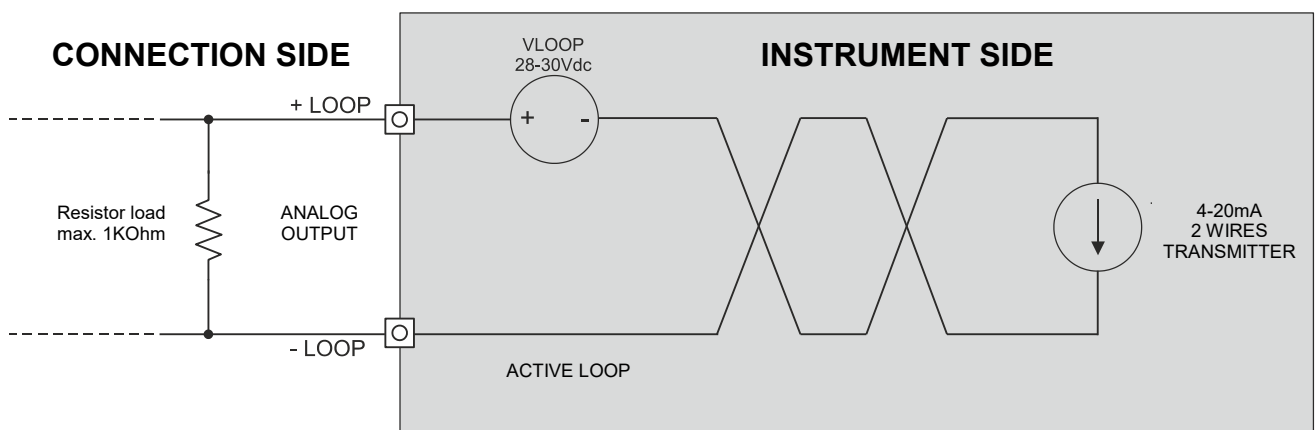 CONNECTION SIDE
VLOOP
28-30Vdc
INSTRUMENT SIDE
+ LOOP
+ -
Resistor load
max. 1KOhm
ANALOG
OUTPUT
4-20mA
2 WIRES
TRANSMITTER
- LOOP
ACTIVE LOOP